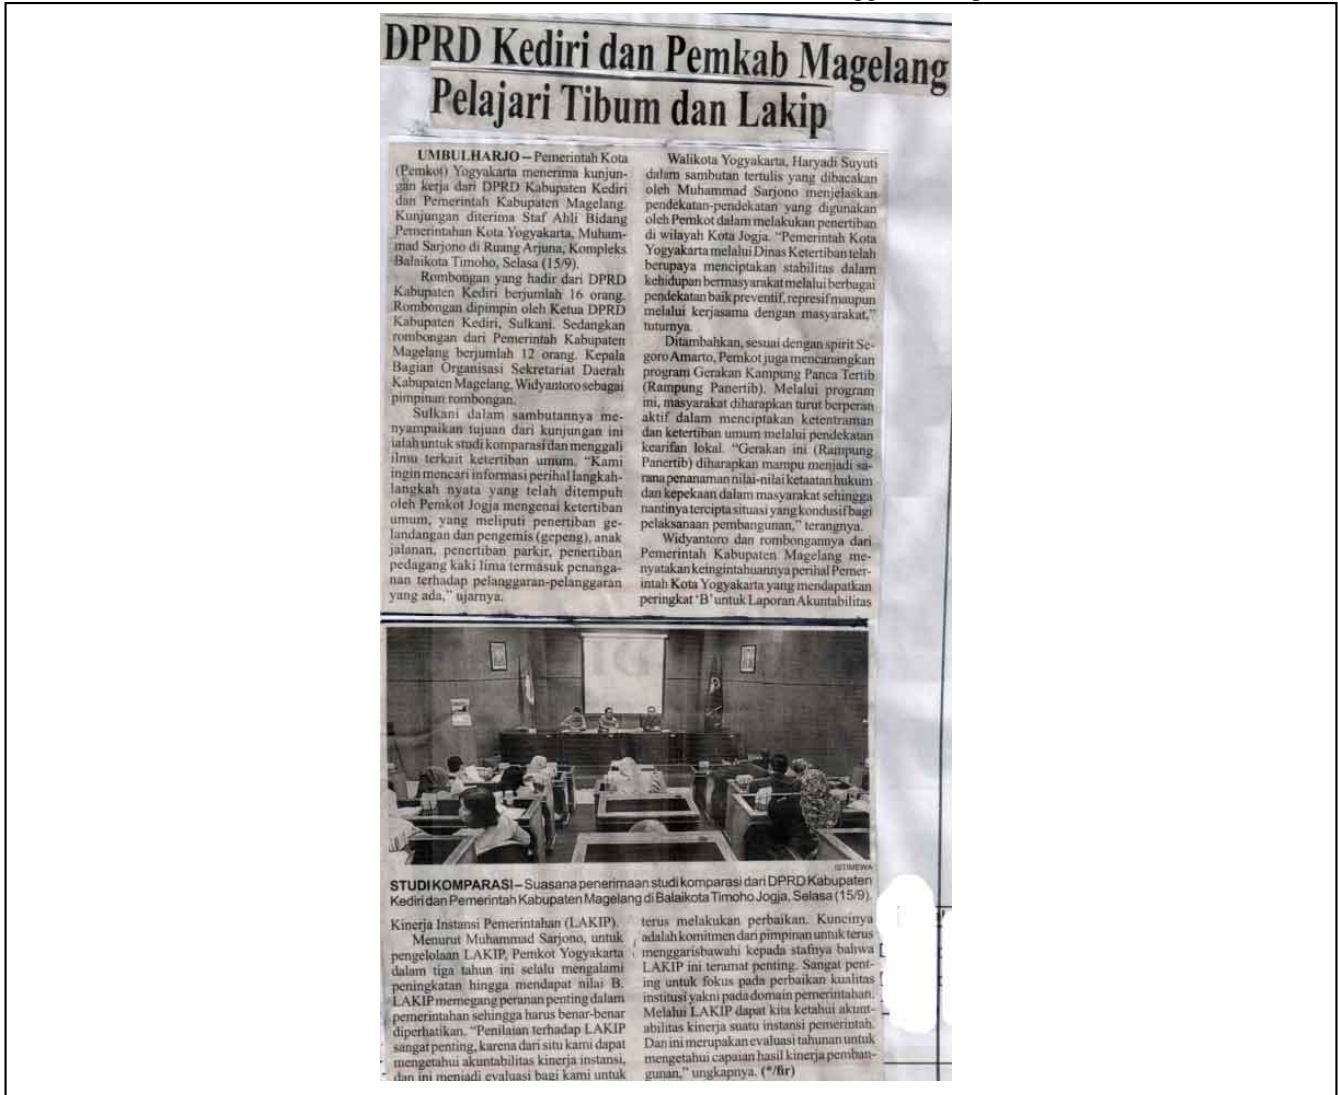 DPRD Kediri dan Pemkab Magelang
Pelajari Tibum dan Lakip
UMBULHARJO – Pemerintah Kota
(Pemkot) Yogyakarta menerima kunjun-
gan kerja dari DPRD Kabupaten Kediri
dan Pemerintah Kabupaten Magelang.
Kunjungan diterima Staf Ahli Bidang
Pemerintahan Kota Yogyakarta, Muham-
mad Sarjono di Ruang Arjuna, Kompleks
Balaikota Timoho, Selasa (15/9).
Rombongan yang hadir dari DPRD
Kabupaten Kediri berjumlah 16 orang.
Rombongan dipimpin oleh Ketua DPRD
Kabupaten Kediri, Sulkani. Sedangkan
rombongan dari Pemerintah Kabupaten
Magelang berjumlah 12 orang. Kepala
Bagian Organisasi Sekretariat Daerah
Kabupaten Magelang, Widyantoro sebagai
pimpinan rombongan.
Sulkani dalam sambutannya me-
nyampaikan tujuan dari kunjungan ini
ialah untuk studi komparasi dan menggali
ilmu terkait ketertiban umum. “Kami
ingin mencari informasi perihal langkah-
langkah nyata yang telah ditempuh
oleh Pemkot Jogja mengenai ketertiban
umum, yang meliputi penertiban ge-
landangan dan pengemis (gepeng), anak
jalanan, penertiban parkir, penertiban
pedagang kaki lima termasuk penanga-
nan terhadap pelanggaran-pelanggaran
yang ada,” ujarnya.
Walikota Yogyakarta, Haryadi Suyuti
dalam sambutan tertulis yang dibacakan
oleh Muhammad Sarjono menjelaskan
pendekatan-pendekatan yang digunakan
oleh Pemkot dalam melakukan penertiban
di wilayah Kota Jogja. “Pemerintah Kota
Yogyakarta melalui Dinas Ketertiban telah
berupaya menciptakan stabilitas dalam
kehidupan bermasyarakat melalui berbagai
pendekatan baik preventif, represif maupun
melalui kerjasama dengan masyarakat,”
tuturnya.
Ditambahkan, sesuai dengan spirit Se-
goro Amarto, Pemkot juga mencanangkan
program Gerakan Kampung Panca Tertib
(Rampung Panertib). Melalui program
ini, masyarakat diharapkan turut berperan
aktif dalam menciptakan ketentraman
dan ketertiban umum melalui pendekatan
kearifan lokal. “Gerakan ini (Rampung
Panertib) diharapkan mampu menjadi sa-
rana penanaman nilai-nilai ketaatan hukum
dan kepekaan dalam masyarakat sehingga
nantinya tercipta situasi yang kondusif bagi
pelaksanaan pembangunan,” terangnya.
Widyantoro dan rombongannya dari
Pemerintah Kabupaten Magelang me-
nyatakan keingintahuannya perihal Pemer-
intah Kota Yogyakarta yang mendapatkan
peringkat ‘B’ untuk Laporan Akuntabilitas
ISTIMEWA
STUDI KOMPARASI – Suasana penerimaan studi komparasi dari DPRD Kabupaten
Kediri dan Pemerintah Kabupaten Magelang di Balaikota Timoho Jogja, Selasa (15/9).
Kinerja Instansi Pemerintahan (LAKIP).
Menurut Muhammad Sarjono, untuk
pengelolaan LAKIP, Pemkot Yogyakarta
dalam tiga tahun ini selalu mengalami
peningkatan hingga mendapat nilai B.
LAKIP memegang peranan penting dalam
pemerintahan sehingga harus benar-benar
diperhatikan. “Penilaian terhadap LAKIP
sangat penting, karena dari situ kami dapat
mengetahui akuntabilitas kinerja instansi,
dan ini menjadi evaluasi bagi kami untuk
terus melakukan perbaikan. Kuncinya
adalah komitmen dari pimpinan untuk terus
menggarisbawahi kepada stafnya bahwa
LAKIP ini teramat penting. Sangat pent-
ing untuk fokus pada perbaikan kualitas
institusi yakni pada domain pemerintahan.
Melalui LAKIP dapat kita ketahui akunt-
abilitas kinerja suatu instansi pemerintah.
Dan ini merupakan evaluasi tahunan untuk
mengetahui capaian hasil kinerja pemban-
gunan,” ungkapnya. (*/fir)